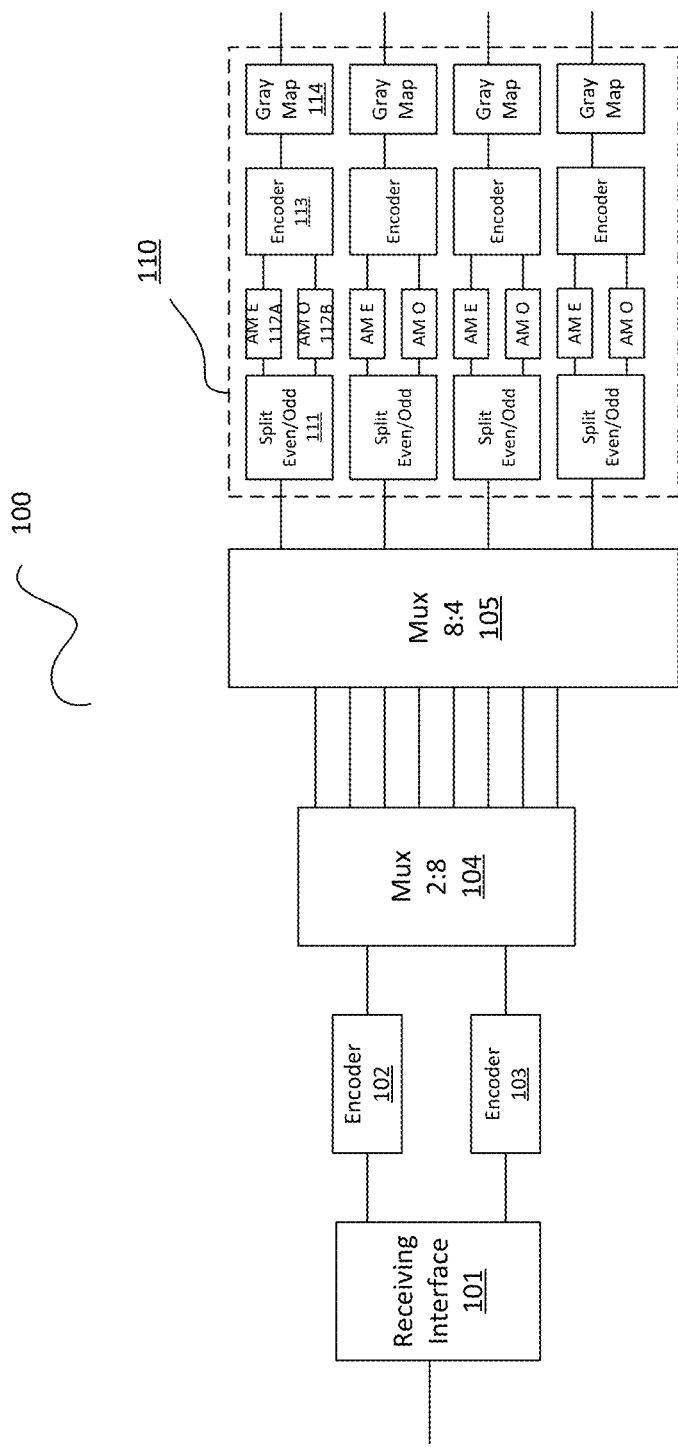 100
110
Receiving
Interface
101
Encoder
102
Encoder
103
Mux
2:8
104
Mux
8:4
105
Split
Even/Odd
111
AM E
112A
AM O
112B
Encoder
113
Gray
Map
114
Split
Even/Odd
AM E
AM O
Encoder
Gray
Map
Split
Even/Odd
AM E
AM O
Encoder
Gray
Map
Split
Even/Odd
AM E
AM O
Encoder
Gray
Map